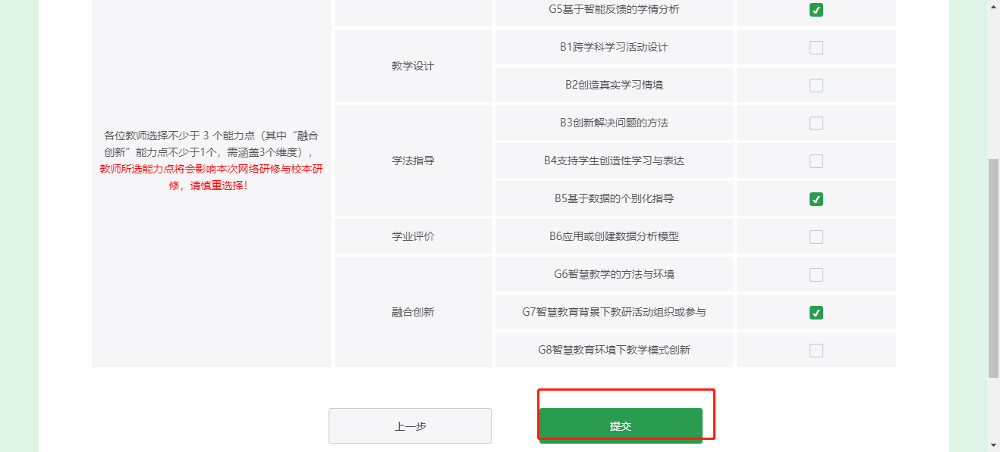 G5基于智能反馈的学情分析
教学设计
B1跨学科学习活动设计
B2创造真实学习情境
各位教师选择不少于 3 个能力点（其中“融合
创新”能力点不少于1个，需涵盖3个维度），
教师所选能力点将会影响本次网络研修与校本研
修，请慎重选择！
学法指导
B3创新解决问题的方法
B4支持学生创造性学习与表达
B5基于数据的个别化指导
学业评价
B6应用或创建数据分析模型
融合创新
G6智慧教学的方法与环境
G7智慧教育背景下教研活动组织或参与
G8智慧教育环境下教学模式创新
上一步
提交